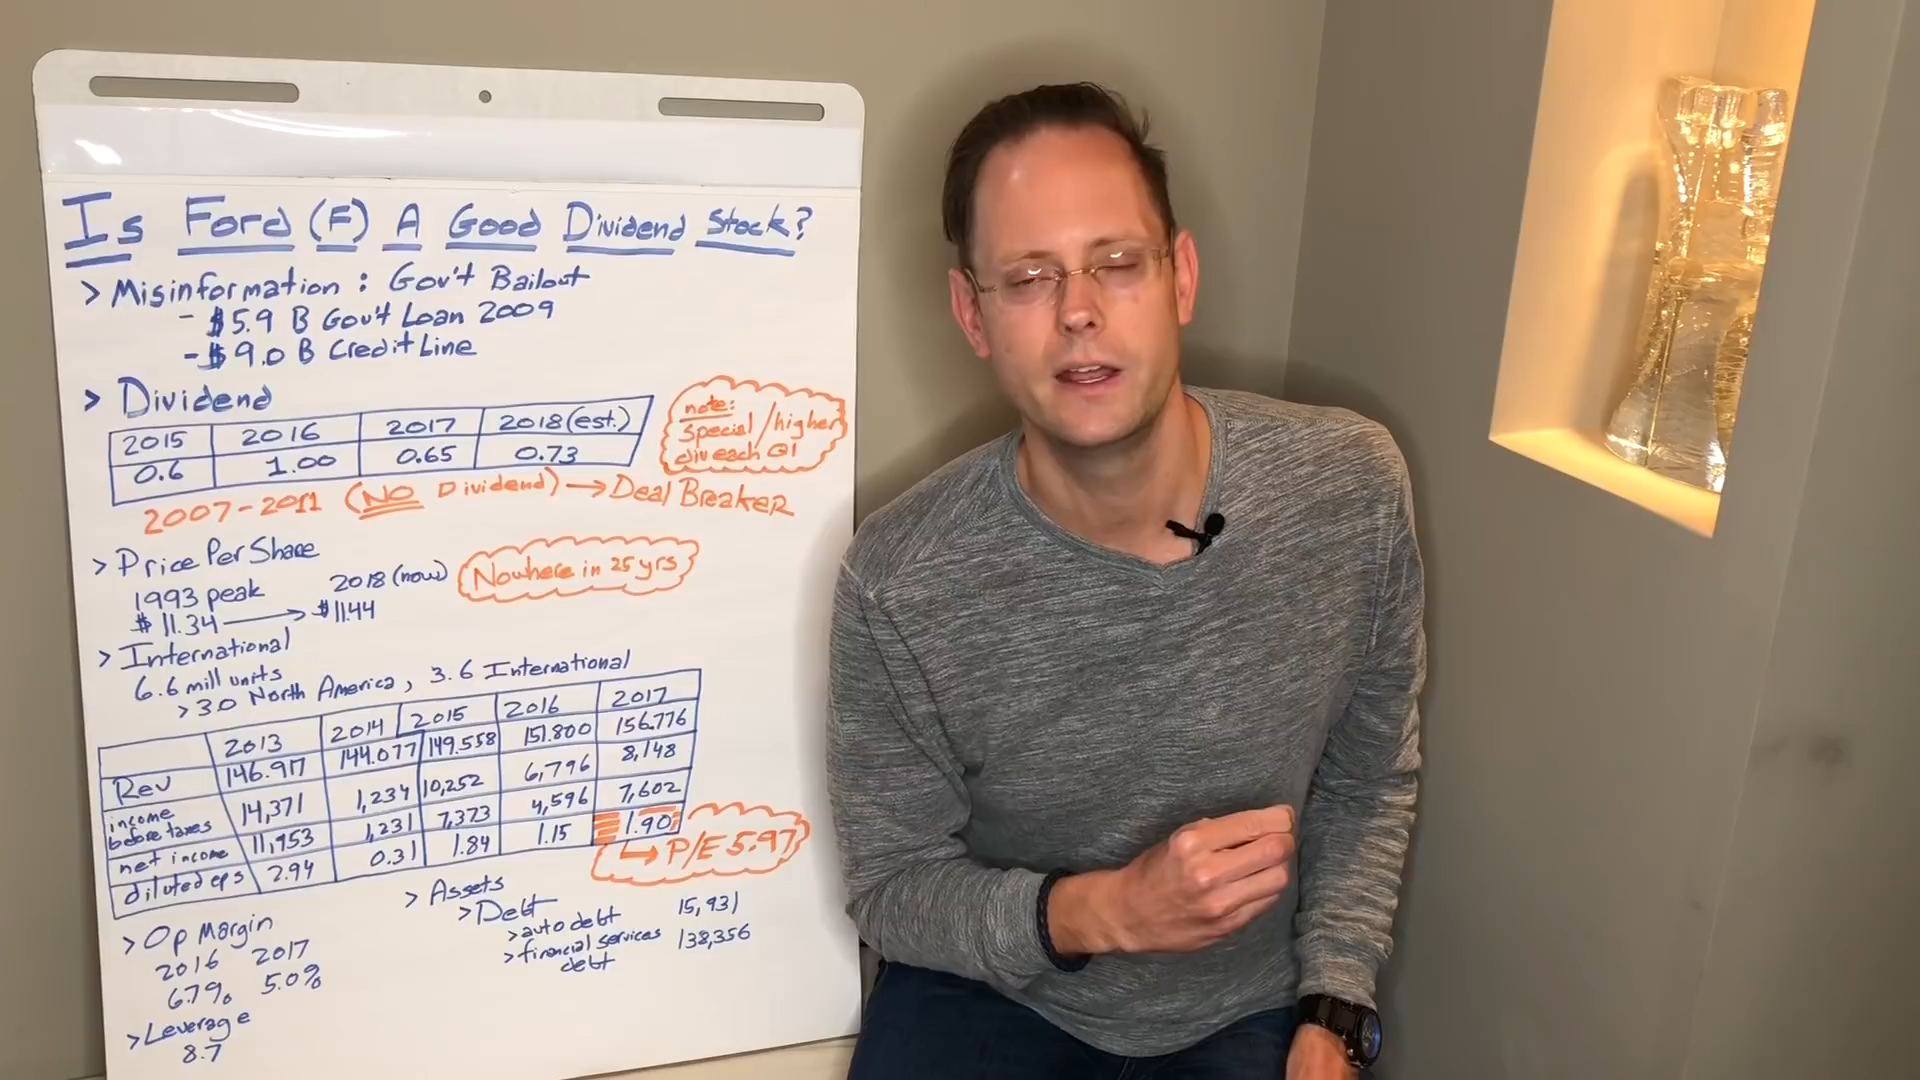 Is Ford (F) A Good Dividend Stock?
> Misinformation : Gov't Bailout
- $5.9 B Gov't Loan 2009
- $9.0 B Credit Line
> Dividend
2015 2016 2017 2018 (est.)
0.6 1.00 0.65 0.73
note:
special/higher
div each Q1
2007-2011 (NO Dividend) → Deal Breaker
> Price Per Share
1993 peak 2018 (now)
$11.34 → $11.44
Nowhere in 25 yrs
> International
6.6 mill units
> 3.0 North America, 3.6 International
2013 2014 2015 2016 2017
Rev 146.917 144.077 149.558 151.800 156.776
income before taxes 14,371 1,234 10,252 6,796 8,148
net income 11,953 1,231 7,373 4,596 7,602
diluted eps 2.94 0.31 1.84 1.15 1.90
→ P/E 5.97
> Op Margin
2016 2017
6.7% 5.0%
> Leverage
8.7
> Assets
> Debt
> auto debt 15,931
> financial services debt 138,356